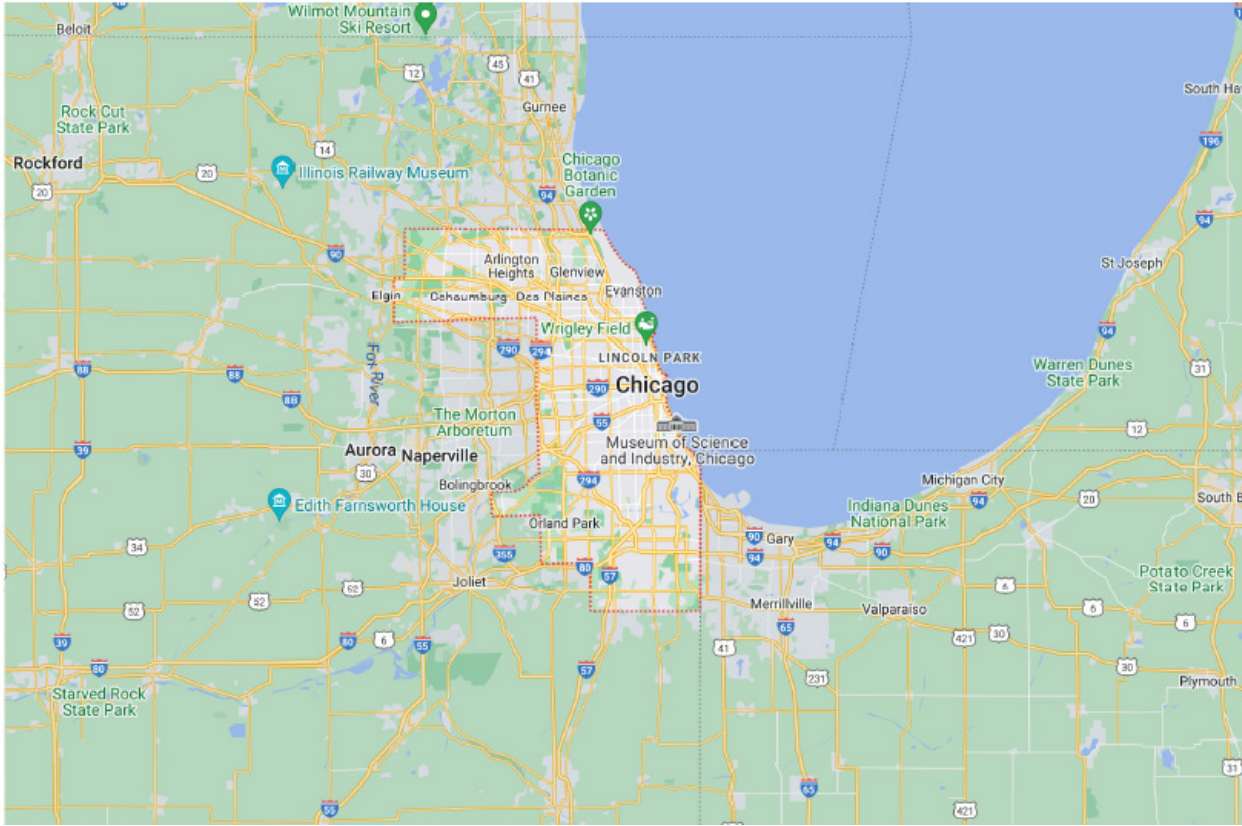 Wilmot Mountain
Ski Resort
Beloit
12
45
41
Gurnee
South Ha
Rock Cut
State Park
196
Rockford
14
Chicago
Botanic
Garden
20
Illinois Railway Museum
20
94
94
90
Arlington
Heights
Glenview
St Joseph
Elgin
Schaumburg
Des Plaines
Evanston
Wrigley Field
94
290
294
LINCOLN PARK
Fox River
Warren Dunes
State Park
31
88
88
88
290
Chicago
The Morton
Arboretum
55
12
Museum of Science
and Industry, Chicago
39
Aurora
Naperville
30
294
Bolingbrook
Michigan City
94
20
South B
Edith Farnsworth House
Indiana Dunes
National Park
Orland Park
90
Gary
94
90
94
34
355
80
57
Joliet
52
52
52
6
6
6
Potato Creek
State Park
Merrillville
Valparaiso
65
39
6
80
55
41
421
30
80
57
231
30
Plymouth
Starved Rock
State Park
31
65
55
421